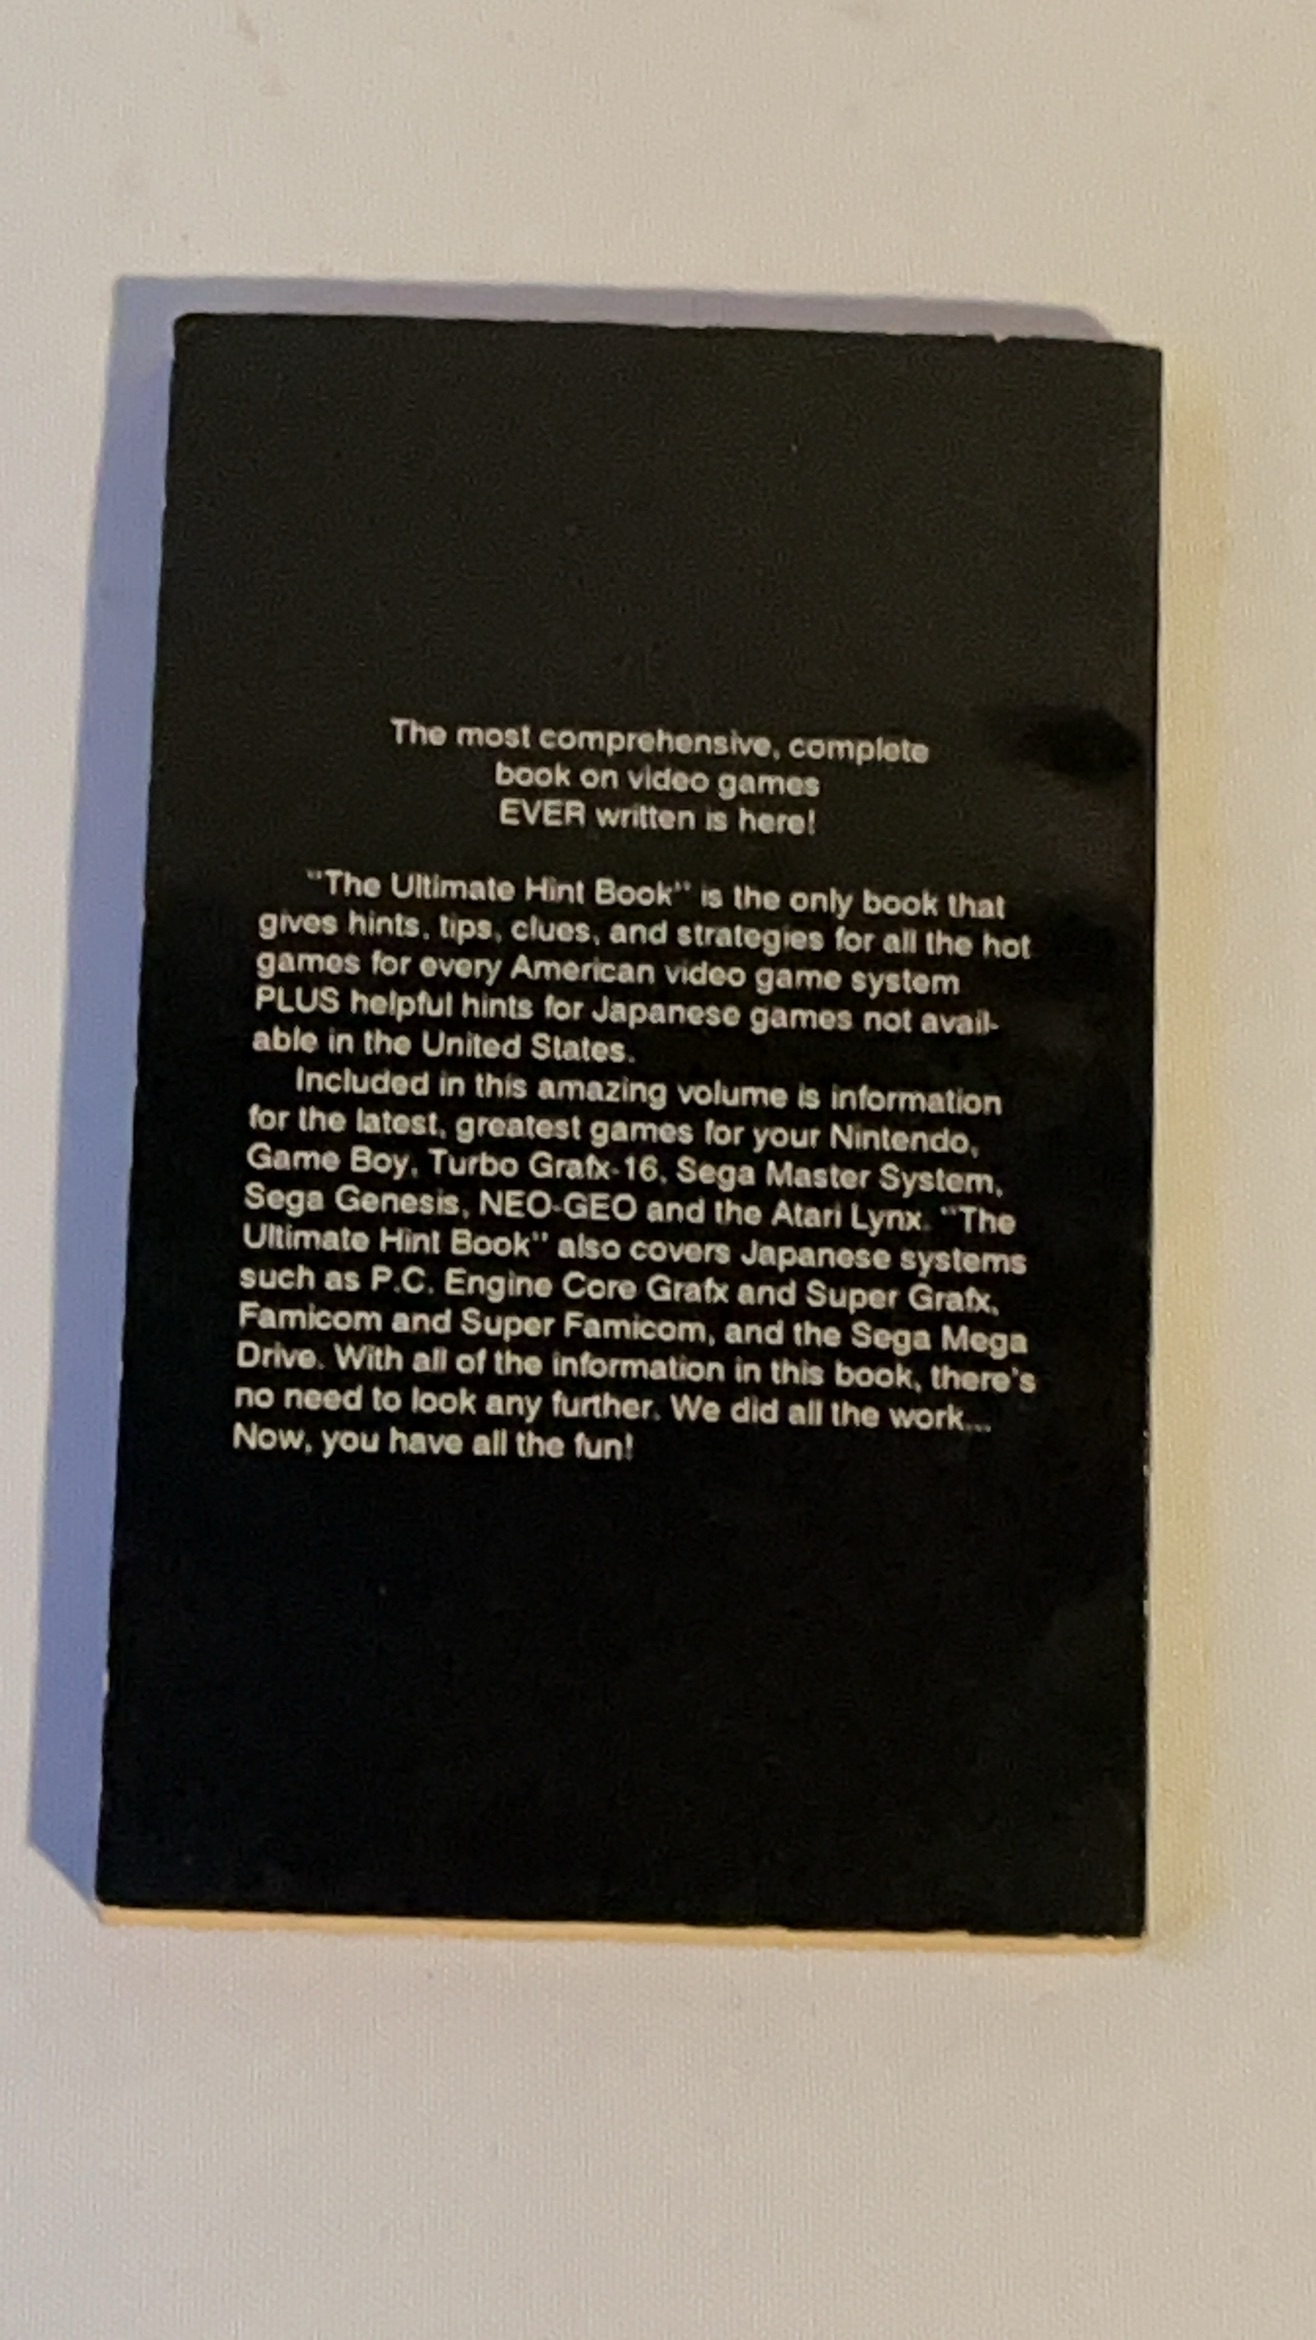 The most comprehensive, complete
book on video games
EVER written is here!
"The Ultimate Hint Book" is the only book that
gives hints, tips, clues, and strategies for all the hot
games for every American video game system
PLUS helpful hints for Japanese games not avail-
able in the United States.
Included in this amazing volume is information
for the latest, greatest games for your Nintendo,
Game Boy, Turbo Grafx-16, Sega Master System,
Sega Genesis, NEO-GEO and the Atari Lynx. "The
Ultimate Hint Book" also covers Japanese systems
such as P.C. Engine Core Grafx and Super Grafx,
Famicom and Super Famicom, and the Sega Mega
Drive. With all of the information in this book, there's
no need to look any further. We did all the work...
Now, you have all the fun!